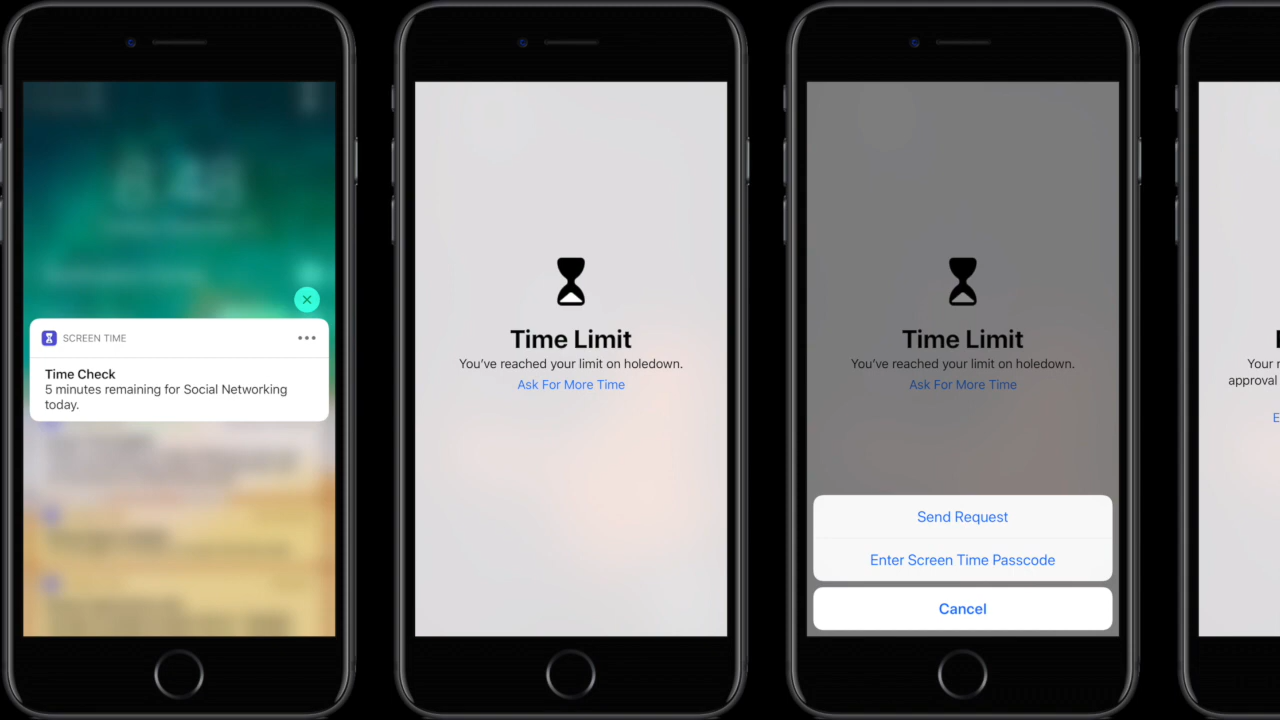 SCREEN TIME
Time Check
5 minutes remaining for Social Networking
today.
Time Limit
You’ve reached your limit on holedown.
Ask For More Time
Time Limit
You’ve reached your limit on holedown.
Ask For More Time
Send Request
Enter Screen Time Passcode
Cancel
Your
approval